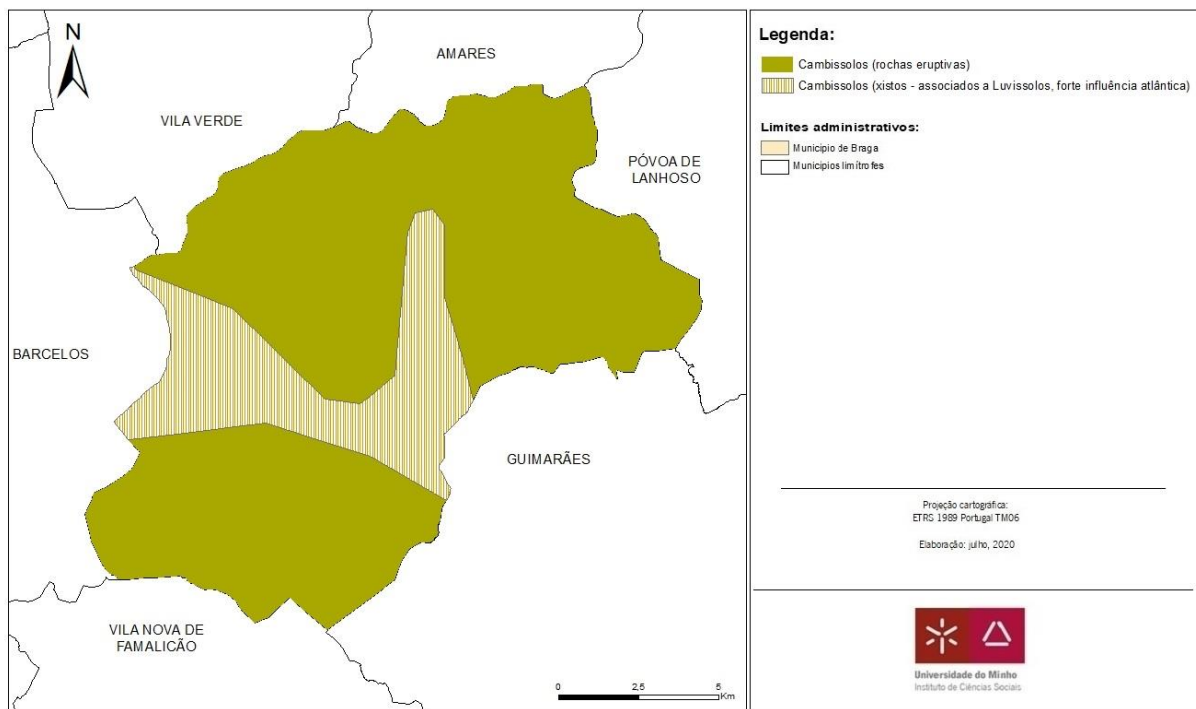 N
AMARES
VILA VERDE
PÓVOA DE
LANHOSO
BARCELOS
GUIMARÃES
VILA NOVA DE
FAMALICÃO
0 2,5 5
Km
Legenda:
Cambissolos (rochas eruptivas)
Cambissolos (xistos - associados a Luvissolos, forte influência atlântica)
Limites administrativos:
Municipio de Braga
Municipios limítrofes
Projeção cartográfica:
ETRS 1989 Portugal TM06
Elaboração: julho, 2020
Universidade do Minho
Instituto de Ciências Sociais